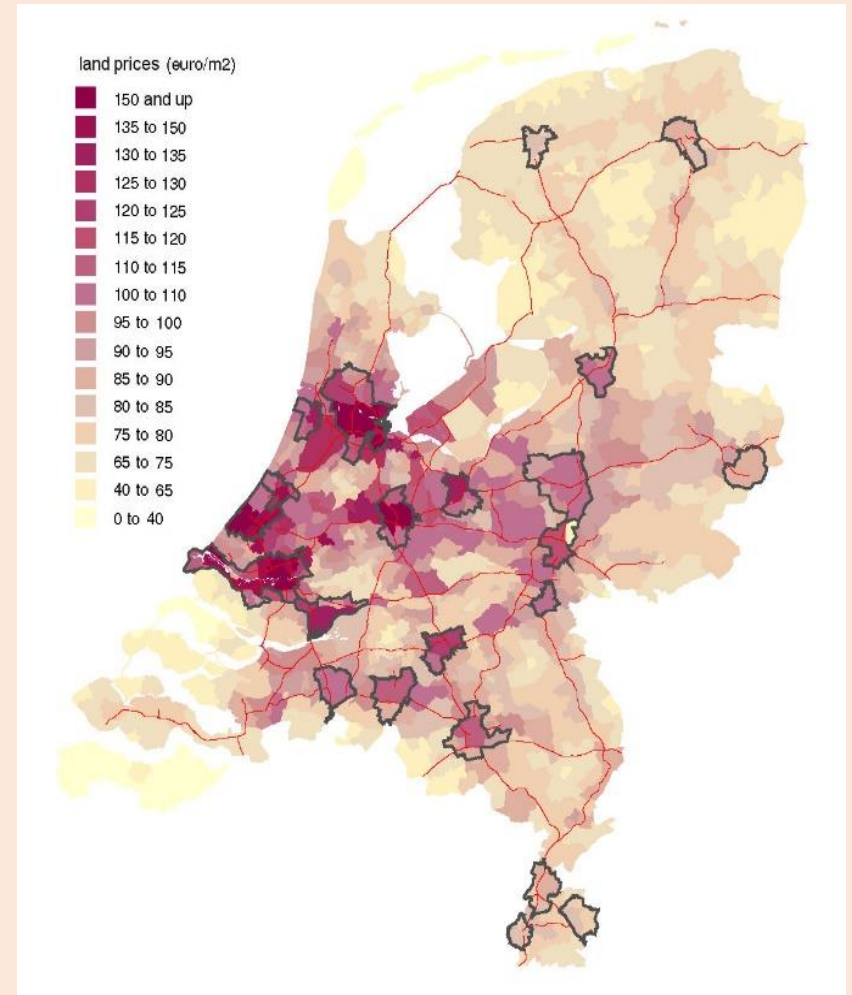 land prices (euro/m2)
150 and up
135 to 150
130 to 135
125 to 130
120 to 125
115 to 120
110 to 115
100 to 110
95 to 100
90 to 95
85 to 90
80 to 85
75 to 80
65 to 75
40 to 65
0 to 40